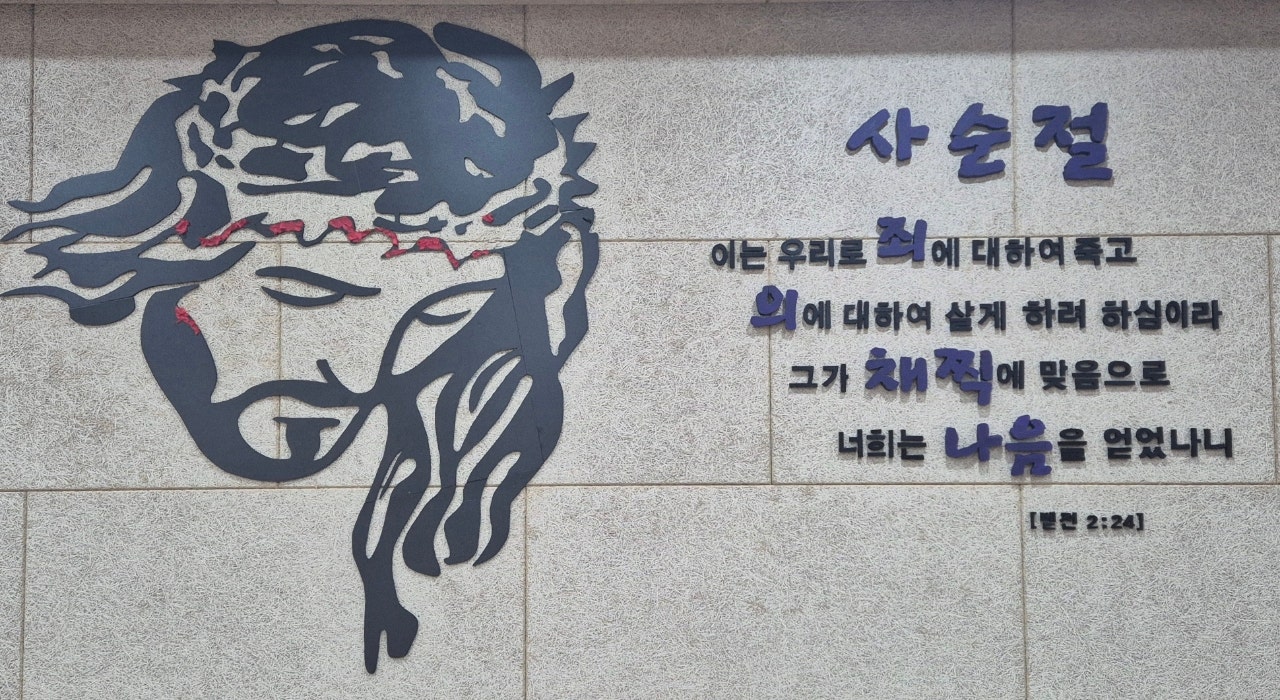 사순절
이는 우리로 죄에 대하여 죽고
의에 대하여 살게 하려 하심이라
그가 채찍에 맞음으로
너희는 나음을 얻었나니
[벧전 2:24]